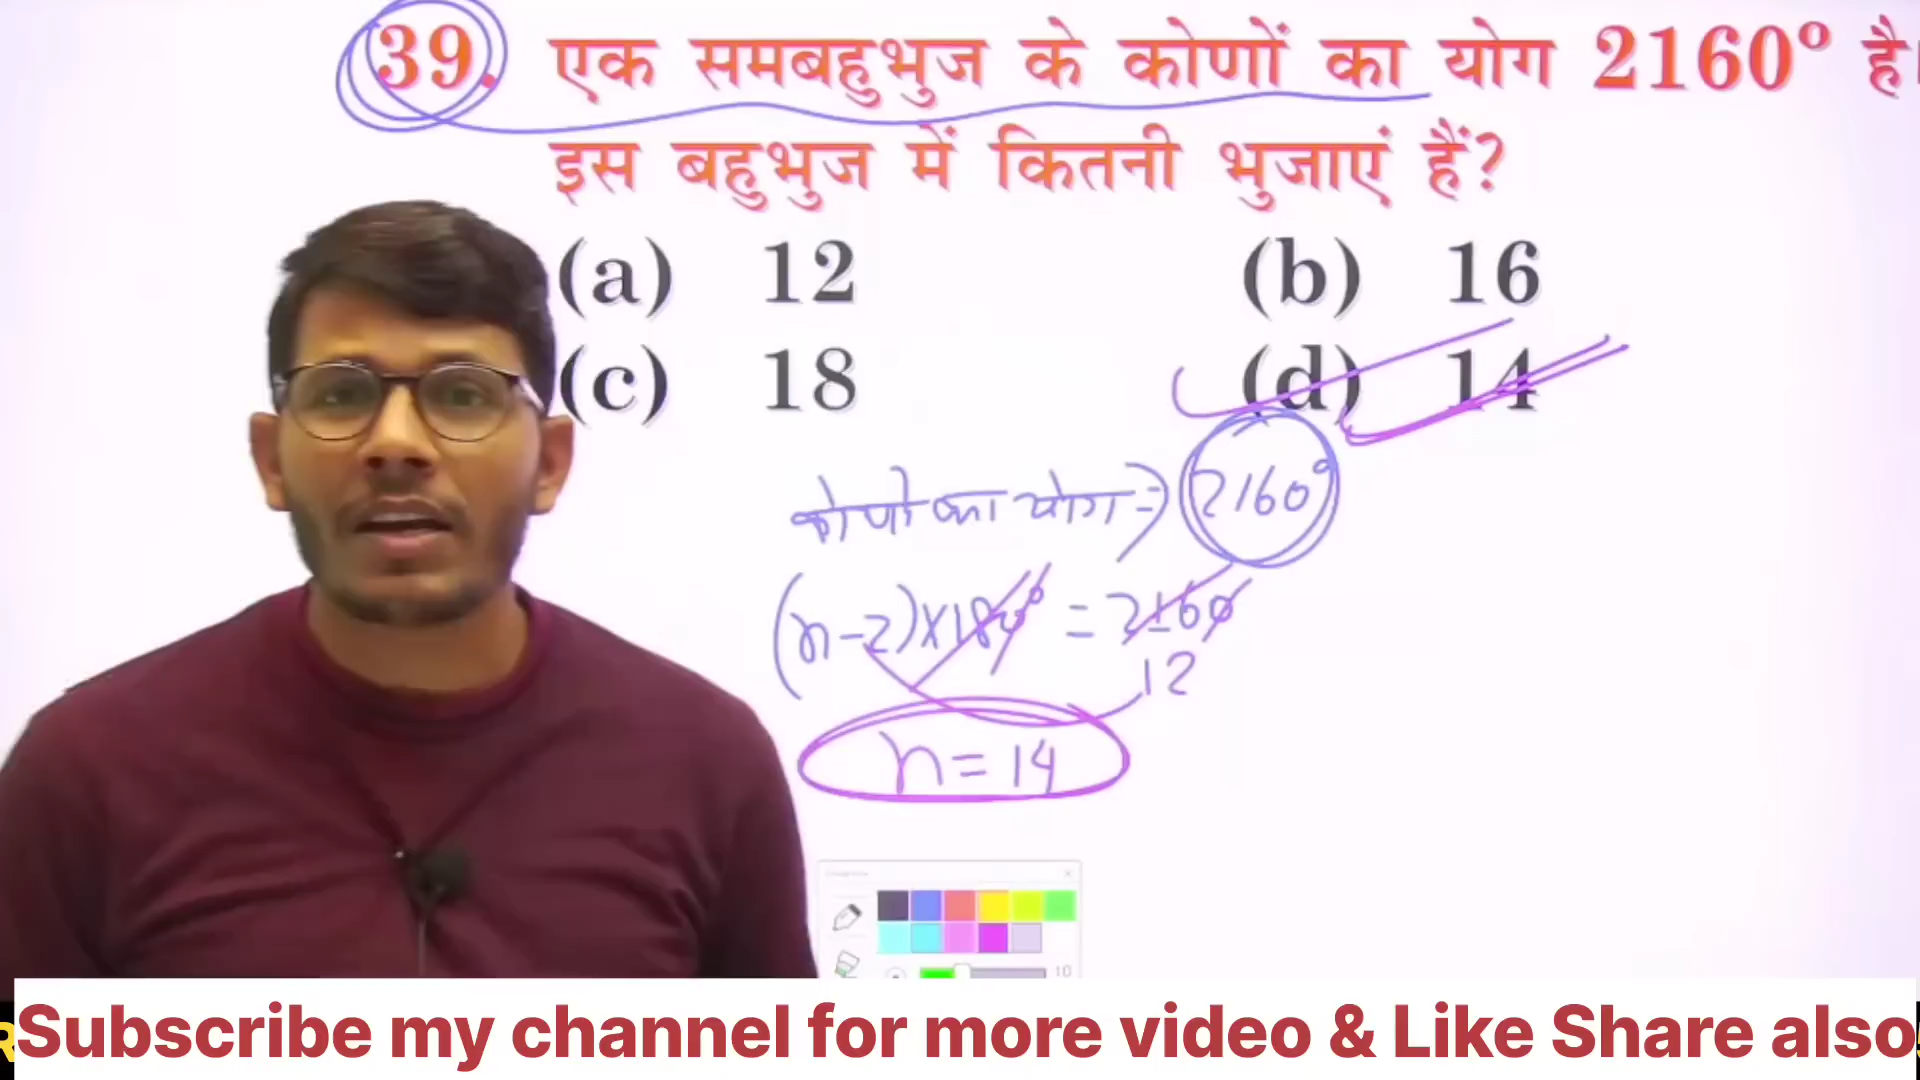 39. एक समबहुभुज के कोणों का योग 2160° है।
इस बहुभुज में कितनी भुजाएं हैं?
(a) 12 (b) 16
(c) 18 (d) 14
कोणों का योग ⇒ 2160°
(n-2)×180° = 2160
12
n = 14
10
Subscribe my channel for more video & Like Share also